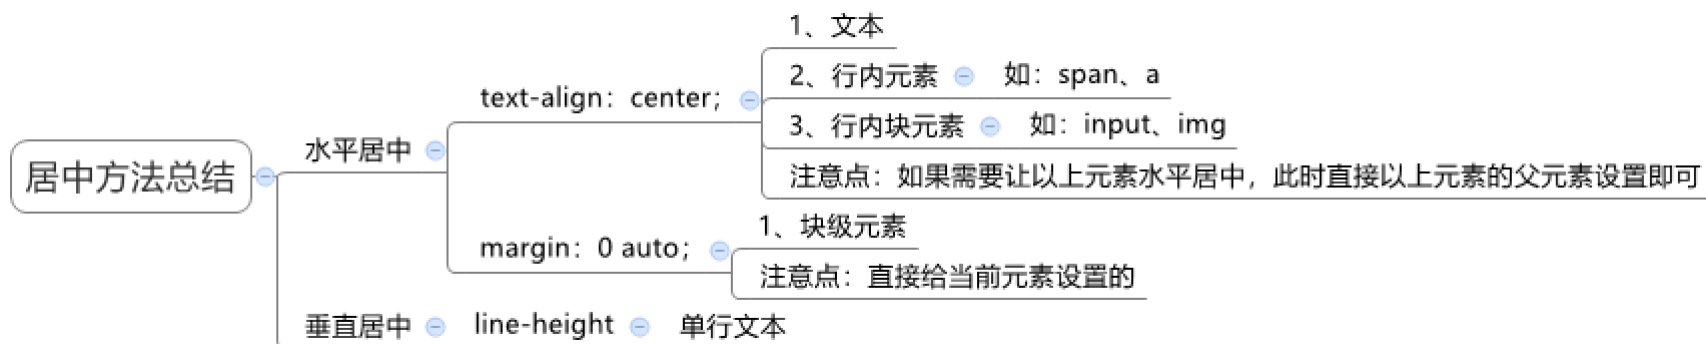 居中方法总结
水平居中
text-align：center；
1、文本
2、行内元素 如：span、a
3、行内块元素 如：input、img
注意点：如果需要让以上元素水平居中，此时直接以上元素的父元素设置即可
margin：0 auto；
1、块级元素
注意点：直接给当前元素设置的
垂直居中 line-height 单行文本